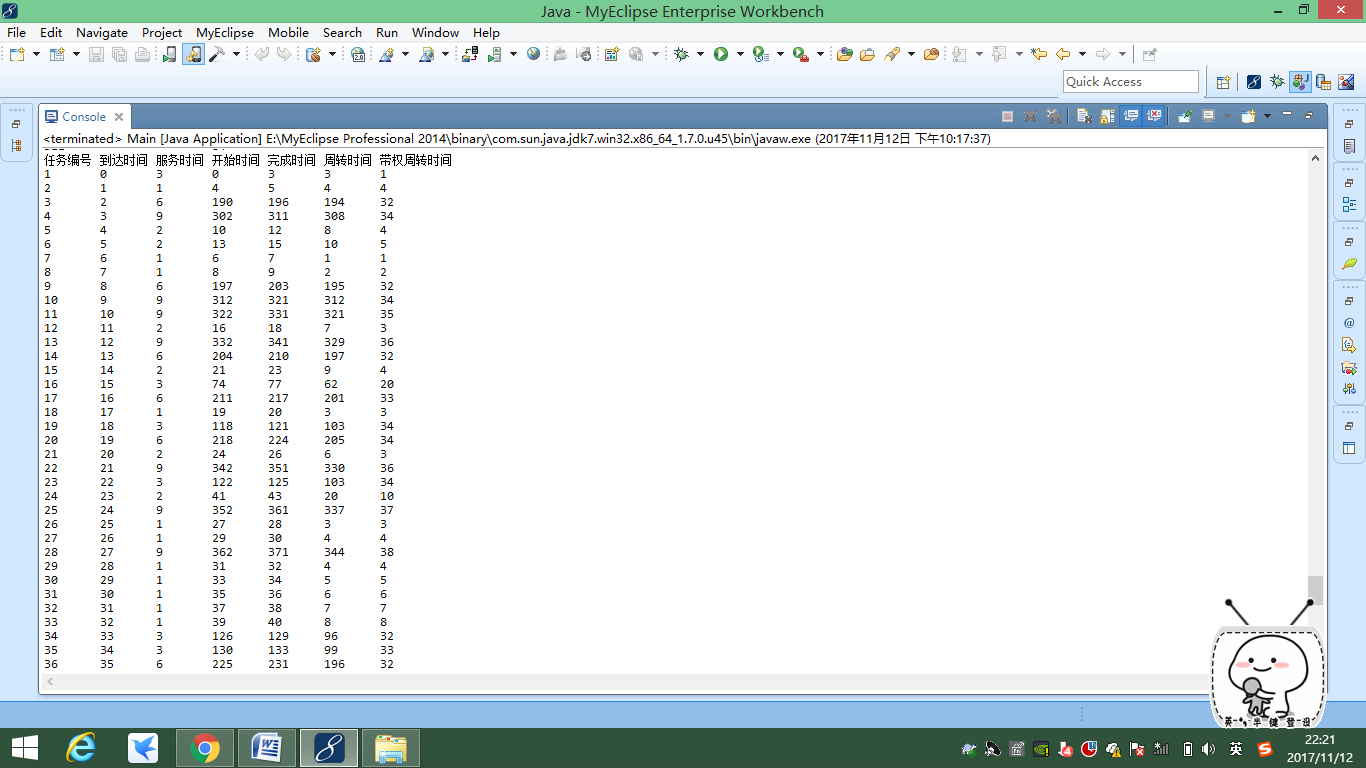 Java - MyEclipse Enterprise Workbench
File Edit Navigate Project MyEclipse Mobile Search Run Window Help
Quick Access
Console
<terminated> Main [Java Application] E:\MyEclipse Professional 2014\binary\com.sun.java.jdk7.win32.x86_64_1.7.0.u45\bin\javaw.exe (2017年11月12日 下午10:17:37)
任务编号 到达时间 服务时间 开始时间 完成时间 周转时间 带权周转时间
1 0 3 0 3 3 1
2 1 1 4 5 4 4
3 2 6 190 196 194 32
4 3 9 302 311 308 34
5 4 2 10 12 8 4
6 5 2 13 15 10 5
7 6 1 6 7 1 1
8 7 1 8 9 2 2
9 8 6 197 203 195 32
10 9 9 312 321 312 34
11 10 9 322 331 321 35
12 11 2 16 18 7 3
13 12 9 332 341 329 36
14 13 6 204 210 197 32
15 14 2 21 23 9 4
16 15 3 74 77 62 20
17 16 6 211 217 201 33
18 17 1 19 20 3 3
19 18 3 118 121 103 34
20 19 6 218 224 205 34
21 20 2 24 26 6 3
22 21 9 342 351 330 36
23 22 3 122 125 103 34
24 23 2 41 43 20 10
25 24 9 352 361 337 37
26 25 1 27 28 3 3
27 26 1 29 30 4 4
28 27 9 362 371 344 38
29 28 1 31 32 4 4
30 29 1 33 34 5 5
31 30 1 35 36 6 6
32 31 1 37 38 7 7
33 32 1 39 40 8 8
34 33 3 126 129 96 32
35 34 3 130 133 99 33
36 35 6 225 231 196 32
英 半 键 登 设
英
22:21
2017/11/12